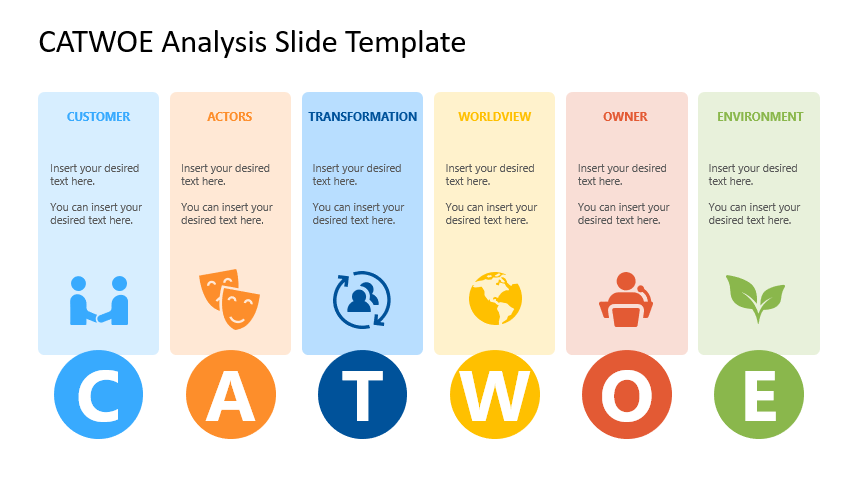 CATWOE Analysis Slide Template
CUSTOMER
Insert your desired
text here.
You can insert your
desired text here.
C
ACTORS
Insert your desired
text here.
You can insert your
desired text here.
A
TRANSFORMATION
Insert your desired
text here.
You can insert your
desired text here.
T
WORLDVIEW
Insert your desired
text here.
You can insert your
desired text here.
W
OWNER
Insert your desired
text here.
You can insert your
desired text here.
O
ENVIRONMENT
Insert your desired
text here.
You can insert your
desired text here.
E